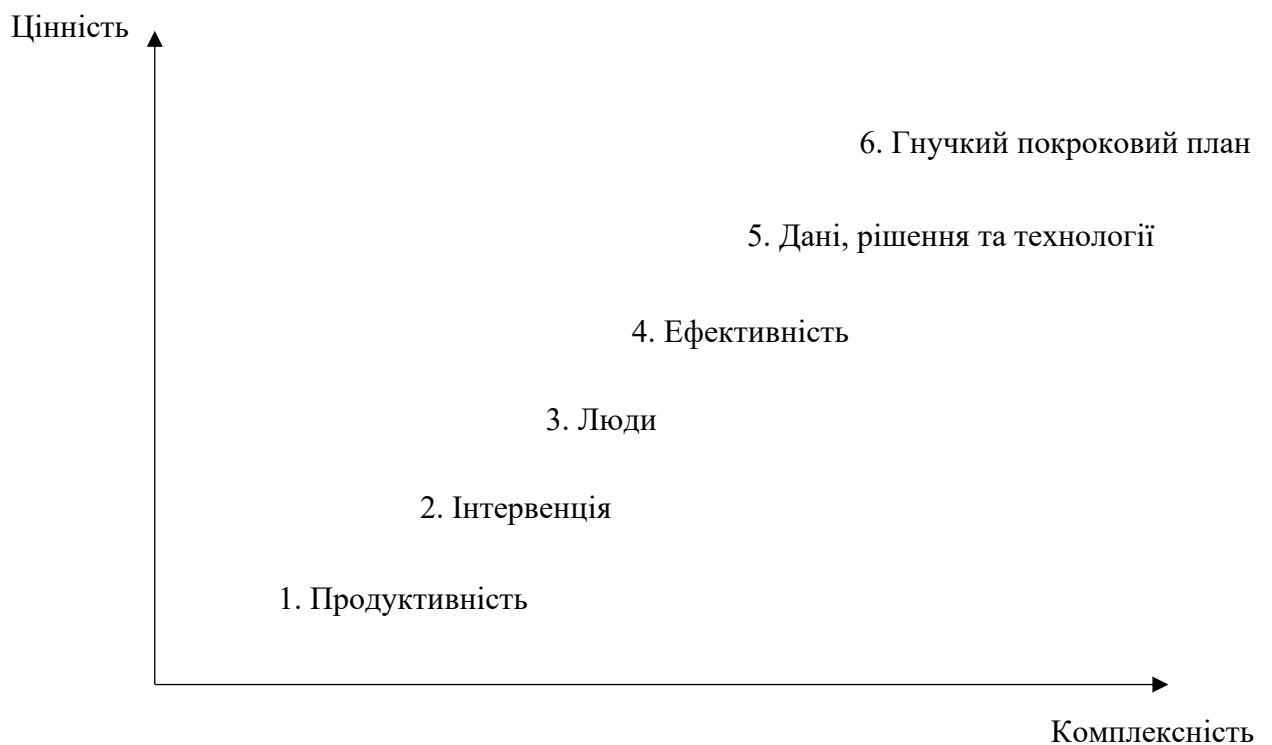 Цінність
6. Гнучкий покроковий план
5. Дані, рішення та технології
4. Ефективність
3. Люди
2. Інтервенція
1. Продуктивність
Комплексність